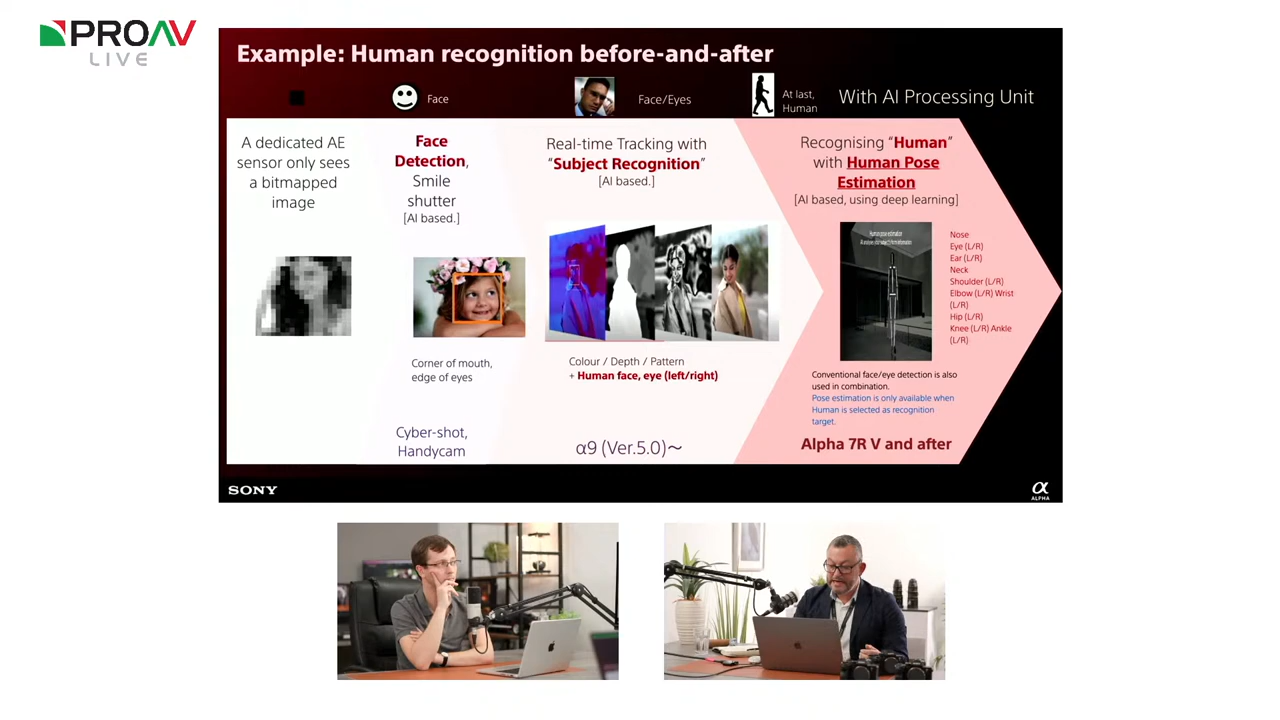 PROAV
LIVE
Example: Human recognition before-and-after
Face
Face/Eyes
At last,
Human
With AI Processing Unit
A dedicated AE
sensor only sees
a bitmapped
image
Face
Detection,
Smile
shutter
[AI based.]
Corner of mouth,
edge of eyes
Cyber-shot,
Handycam
Real-time Tracking with
“Subject Recognition”
[AI based.]
Colour / Depth / Pattern
+ Human face, eye (left/right)
α9 (Ver.5.0)～
Recognising “Human”
with Human Pose
Estimation
[AI based, using deep learning]
Human pose estimation
Nose
Eye (L/R)
Ear (L/R)
Neck
Shoulder (L/R)
Elbow (L/R) Wrist
(L/R)
Hip (L/R)
Knee (L/R) Ankle
(L/R)
Conventional face/eye detection is also
used in combination.
Pose estimation is only available when
Human is selected as recognition
target.
Alpha 7R V and after
SONY
α
ALPHA